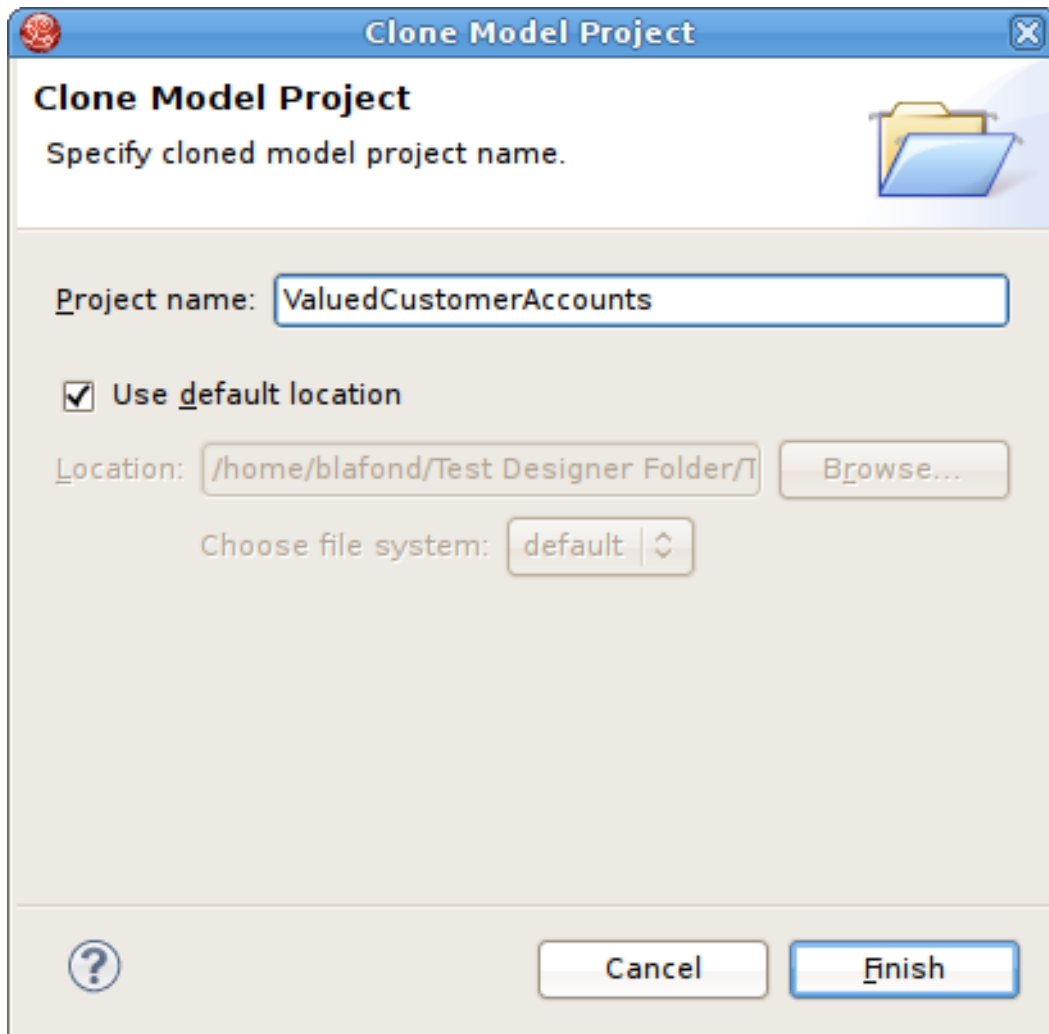 Clone Model Project
Clone Model Project
Specify cloned model project name.
Project name: ValuedCustomerAccounts
Use default location
Location: /home/blafond/Test Designer Folder/T Browse...
Choose file system: default
? Cancel Finish